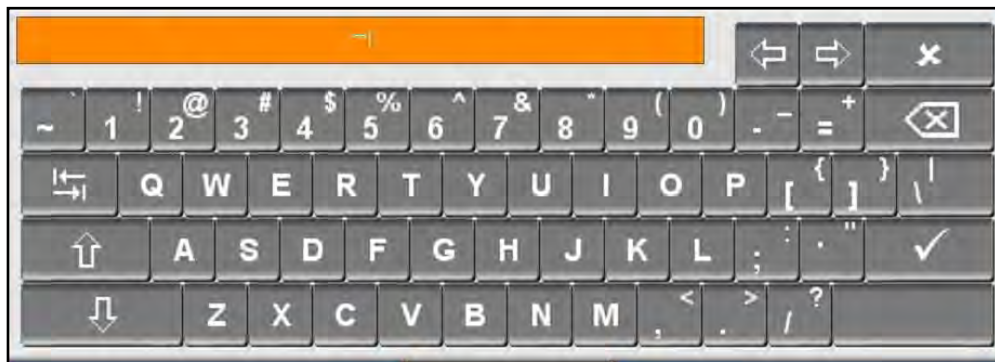 ~ ` 1 ! 2 @ 3 # 4 $ 5 % 6 ^ 7 & 8 * 9 ( 0 ) - _ = +
Q W E R T Y U I O P [ { ] } \ |
A S D F G H J K L ; : ' "
Z X C V B N M , < . > / ?